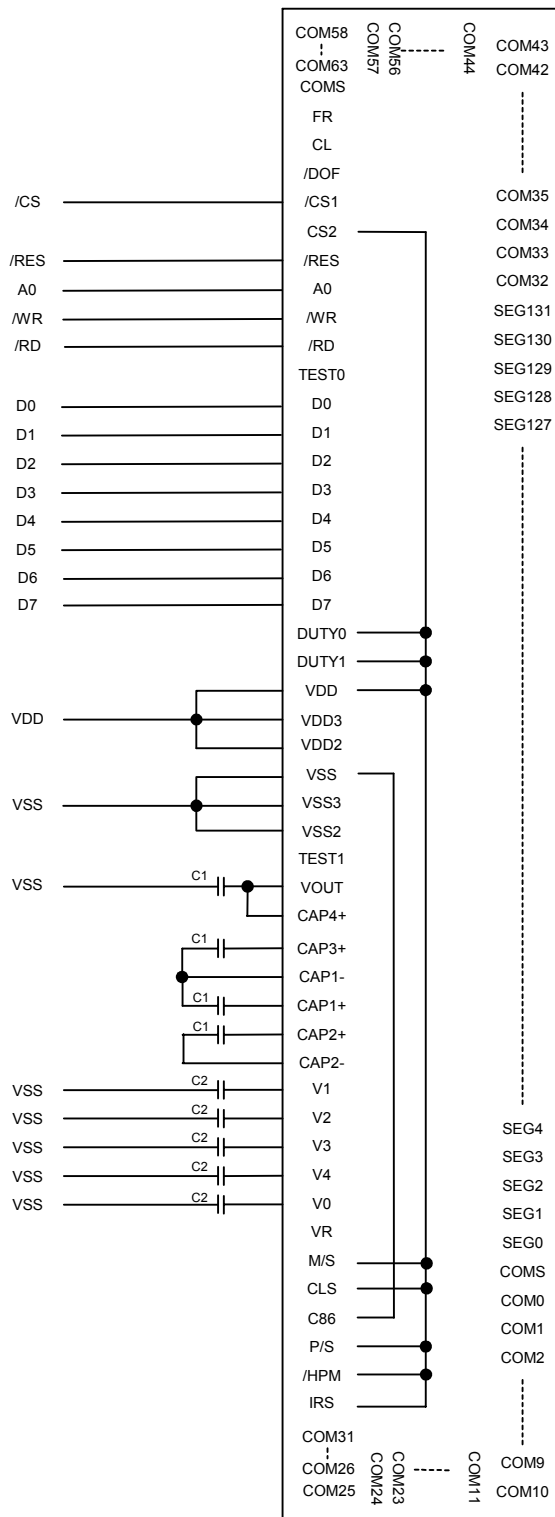 COM58
COM63
COMS
COM57
COM56
COM44
COM43
COM42
FR
CL
/DOF
/CS
/CS1
COM35
CS2
COM34
/RES
/RES
COM33
A0
A0
COM32
/WR
/WR
SEG131
/RD
/RD
SEG130
TEST0
SEG129
D0
D0
SEG128
D1
D1
SEG127
D2
D2
D3
D3
D4
D4
D5
D5
D6
D6
D7
D7
DUTY0
DUTY1
VDD
VDD
VDD3
VDD2
VSS
VSS
VSS3
VSS2
TEST1
VSS
C1
VOUT
CAP4+
C1
CAP3+
CAP1-
C1
CAP1+
C1
CAP2+
CAP2-
VSS
C2
V1
VSS
C2
V2
SEG4
VSS
C2
V3
SEG3
VSS
C2
V4
SEG2
VSS
C2
V0
SEG1
VR
SEG0
M/S
COMS
CLS
COM0
C86
COM1
P/S
COM2
/HPM
IRS
COM31
COM26
COM25
COM24
COM23
COM11
COM9
COM10